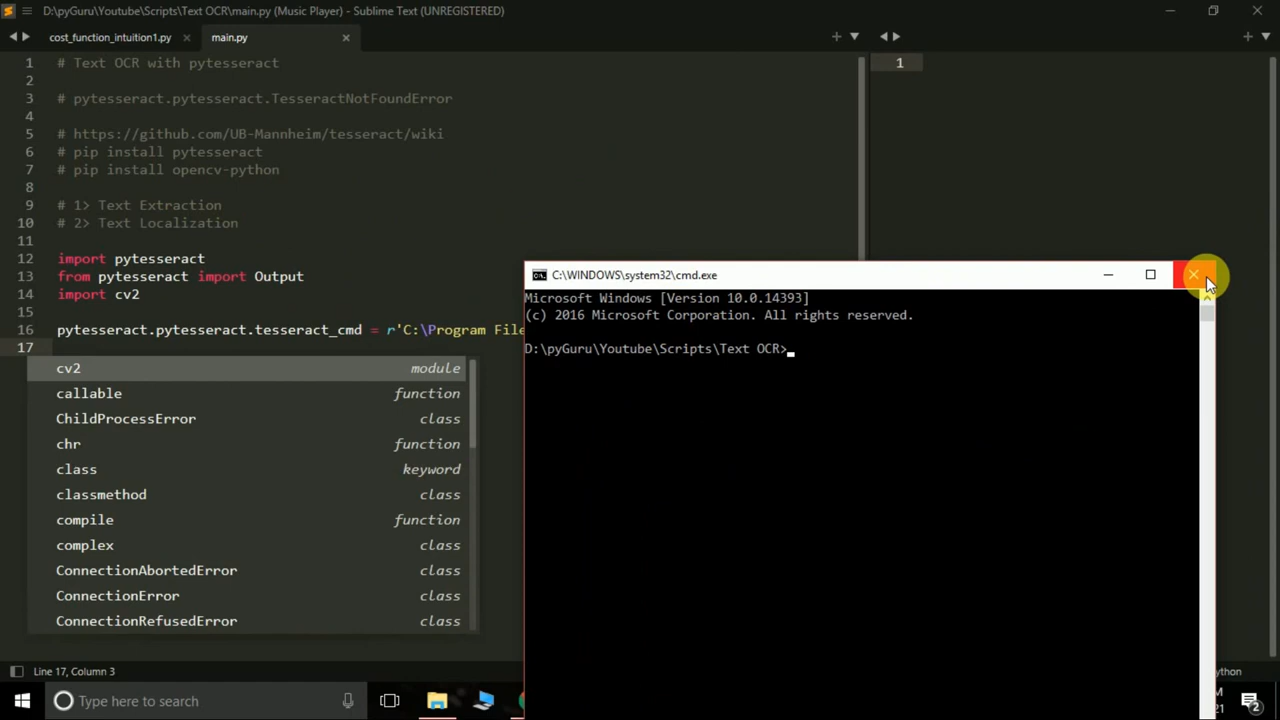 D:\pyGuru\Youtube\Scripts\Text OCR\main.py (Music Player) - Sublime Text (UNREGISTERED)
cost_function_intuition1.py
main.py
1 # Text OCR with pytesseract
2
3 # pytesseract.pytesseract.TesseractNotFoundError
4
5 # https://github.com/UB-Mannheim/tesseract/wiki
6 # pip install pytesseract
7 # pip install opencv-python
8
9 # 1> Text Extraction
10 # 2> Text Localization
11
12 import pytesseract
13 from pytesseract import Output
14 import cv2
15
16 pytesseract.pytesseract.tesseract_cmd = r'C:\Program File
17
cv2 module
callable function
ChildProcessError class
chr function
class keyword
classmethod class
compile function
complex class
ConnectionAbortedError class
ConnectionError class
ConnectionRefusedError class
1
C:\WINDOWS\system32\cmd.exe
Microsoft Windows [Version 10.0.14393]
(c) 2016 Microsoft Corporation. All rights reserved.
D:\pyGuru\Youtube\Scripts\Text OCR>
Line 17, Column 3
ython
Type here to search
M
21
2